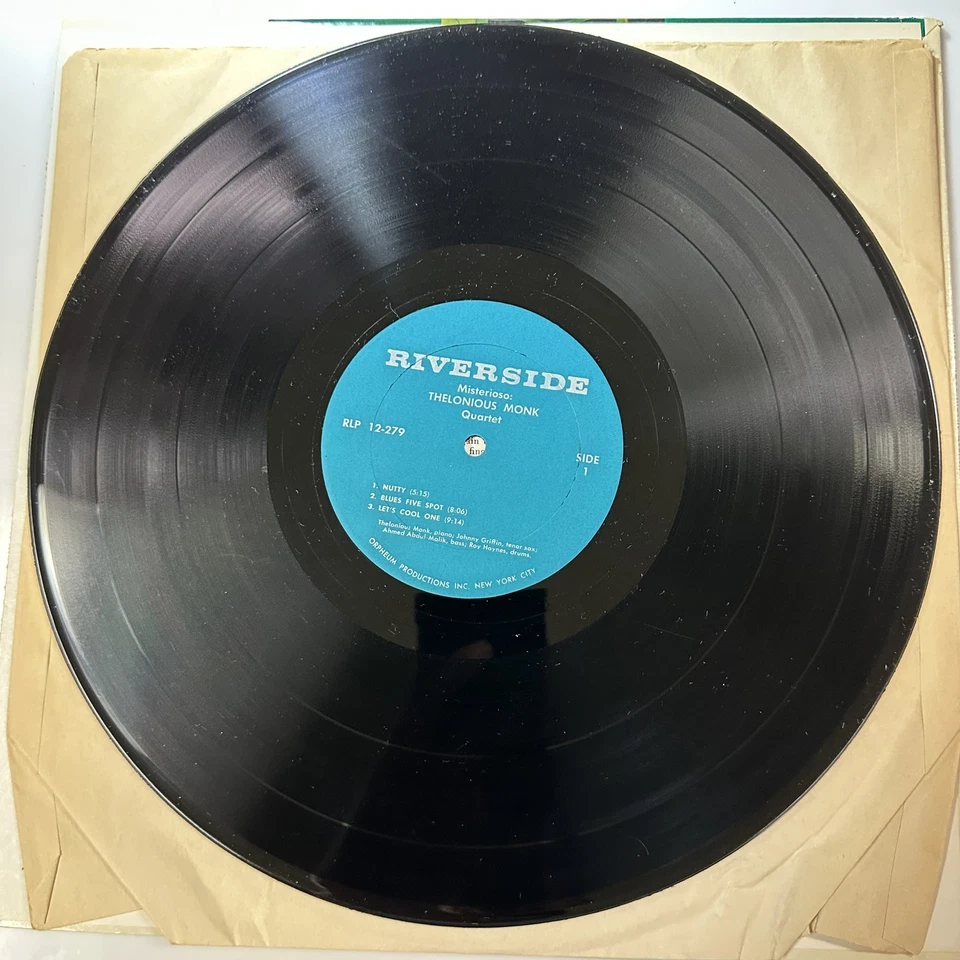 RIVERSIDE
Misterioso:
THELONIOUS MONK
Quartet
RLP 12-279
SIDE
1
1. NUTTY (5:15)
2. BLUES FIVE SPOT (8:06)
3. LET'S COOL ONE (9:14)
Thelonious Monk, piano; Johnny Griffin, tenor sax;
Ahmed Abdul-Malik, bass; Roy Haynes, drums.
ORPHEUM PRODUCTIONS INC. NEW YORK CITY